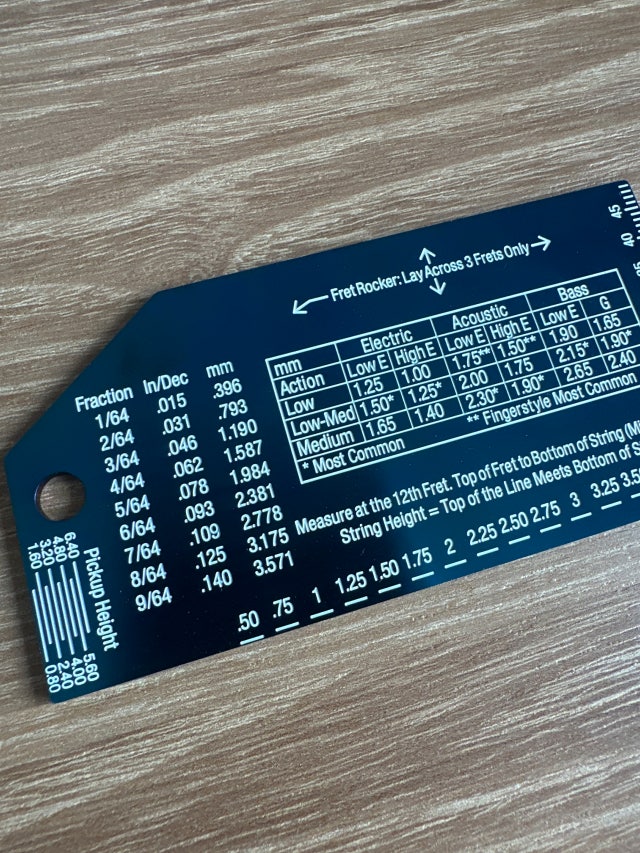 Fret Rocker: Lay Across 3 Frets Only
mm Electric Acoustic Bass
Action Low E High E Low E High E Low E G
Low 1.25 1.00 1.75** 1.50** 1.90 1.65
Low-Med 1.50* 1.25* 2.00 1.75 2.15* 1.90*
Medium 1.65 1.40 2.30* 1.90* 2.65 2.40
* Most Common ** Fingerstyle Most Common
Fraction In/Dec mm
1/64 .015 .396
2/64 .031 .793
3/64 .046 1.190
4/64 .062 1.587
5/64 .078 1.984
6/64 .093 2.381
7/64 .109 2.778
8/64 .125 3.175
9/64 .140 3.571
Measure at the 12th Fret. Top of Fret to Bottom of String (Mi
String Height = Top of the Line Meets Bottom of S
.50 .75 1 1.25 1.50 1.75 2 2.25 2.50 2.75 3 3.25 3.5
Pickup Height
6.40
4.80
3.20
1.60
5.60
4.00
2.40
0.80
45
40